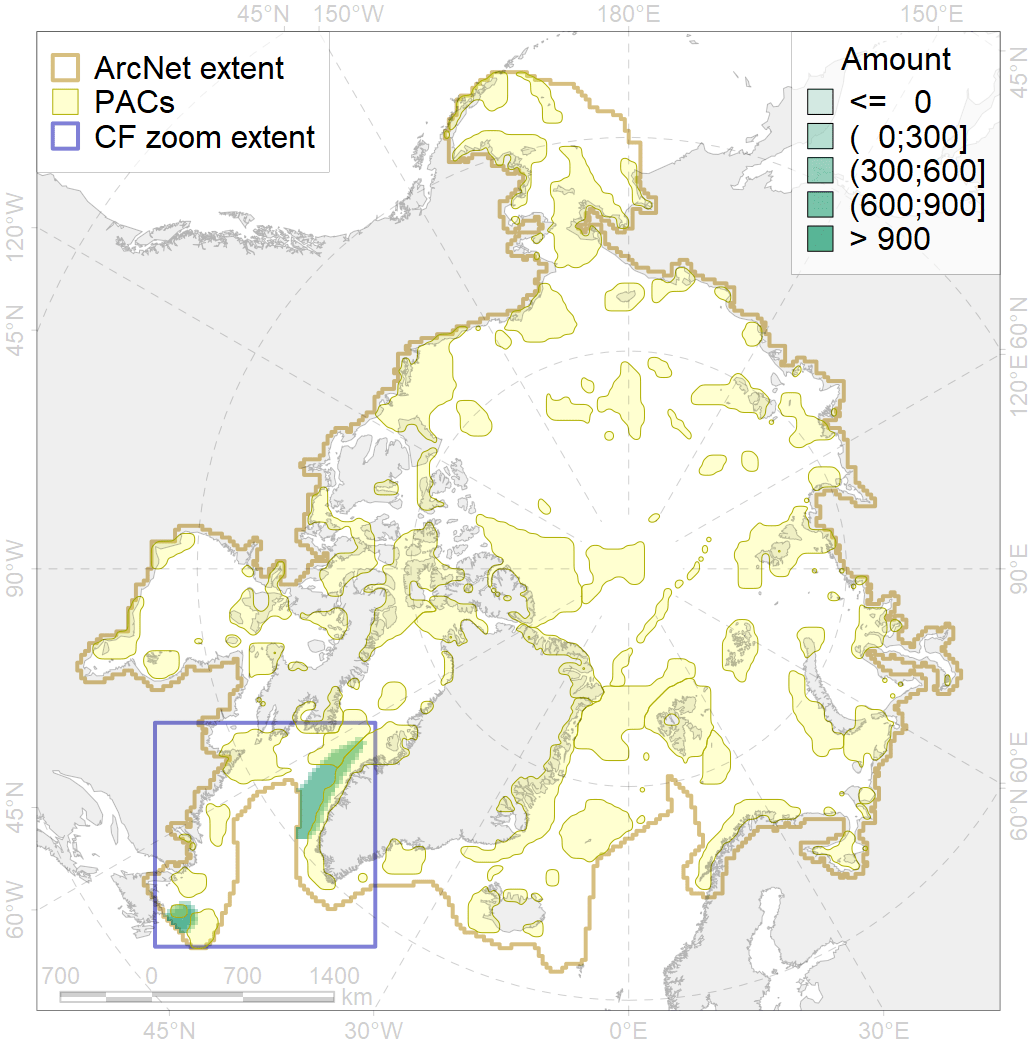 45°N 150°W 180°E 150°E
ArcNet extent
PACs
CF zoom extent
Amount
<= 0
( 0;300]
(300;600]
(600;900]
> 900
45°N
120°W
45°N
90°W
45°N
60°W
60°N
120°E
90°E
60°E
60°N
700 0 700 1400
km
45°N 30°W 0°E 30°E